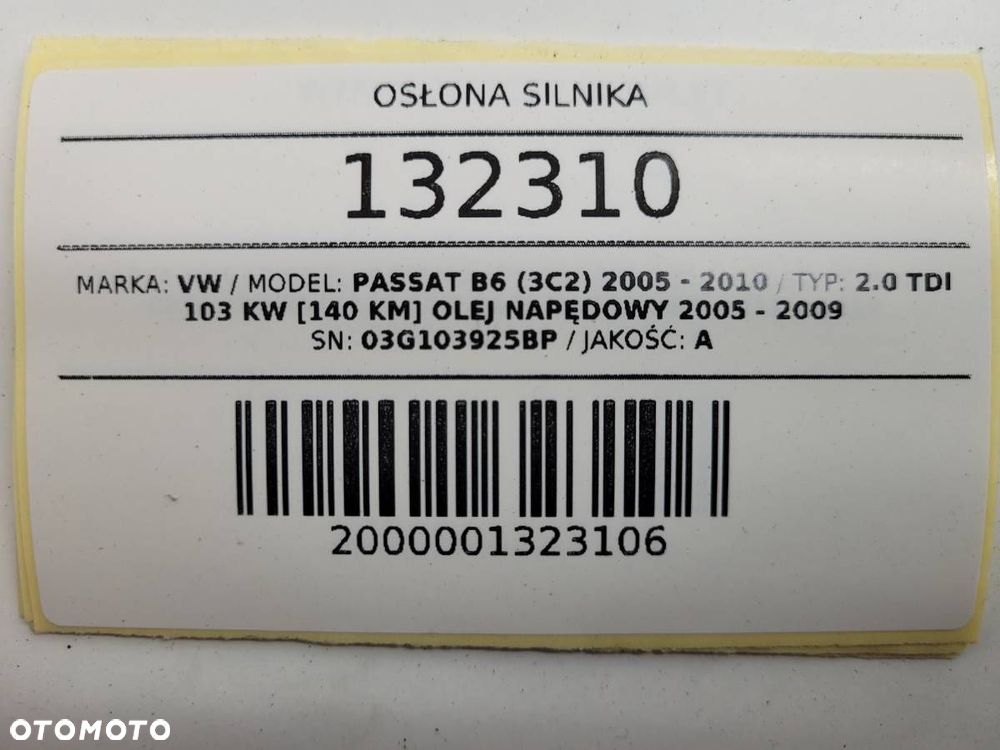 OSŁONA SILNIKA
132310
MARKA: VW / MODEL: PASSAT B6 (3C2) 2005 - 2010 / TYP: 2.0 TDI
103 KW [140 KM] OLEJ NAPĘDOWY 2005 - 2009
SN: 03G103925BP / JAKOŚĆ: A
2000001323106
OTOMOTO